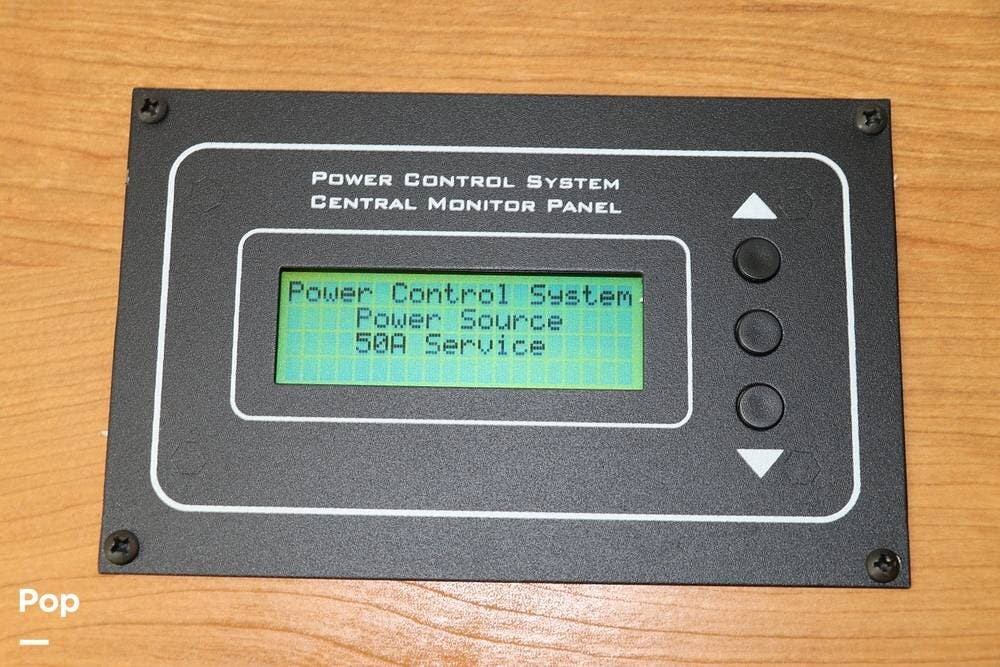 POWER CONTROL SYSTEM
CENTRAL MONITOR PANEL
Power Control System
Power Source
50A Service
Pop